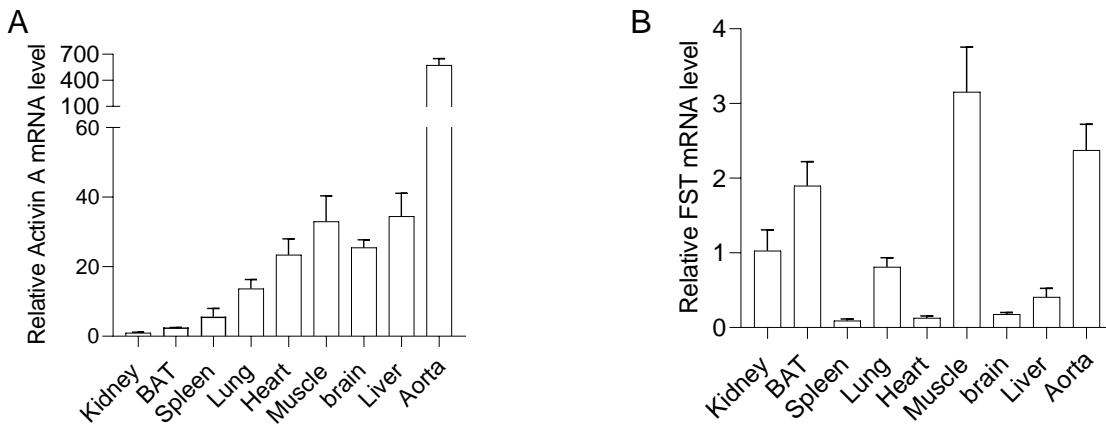 A
Relative Activin A mRNA level
700
400
100
60
40
20
0
Kidney
BAT
Spleen
Lung
Heart
Muscle
brain
Liver
Aorta
B
Relative FST mRNA level
4
3
2
1
0
Kidney
BAT
Spleen
Lung
Heart
Muscle
brain
Liver
Aorta